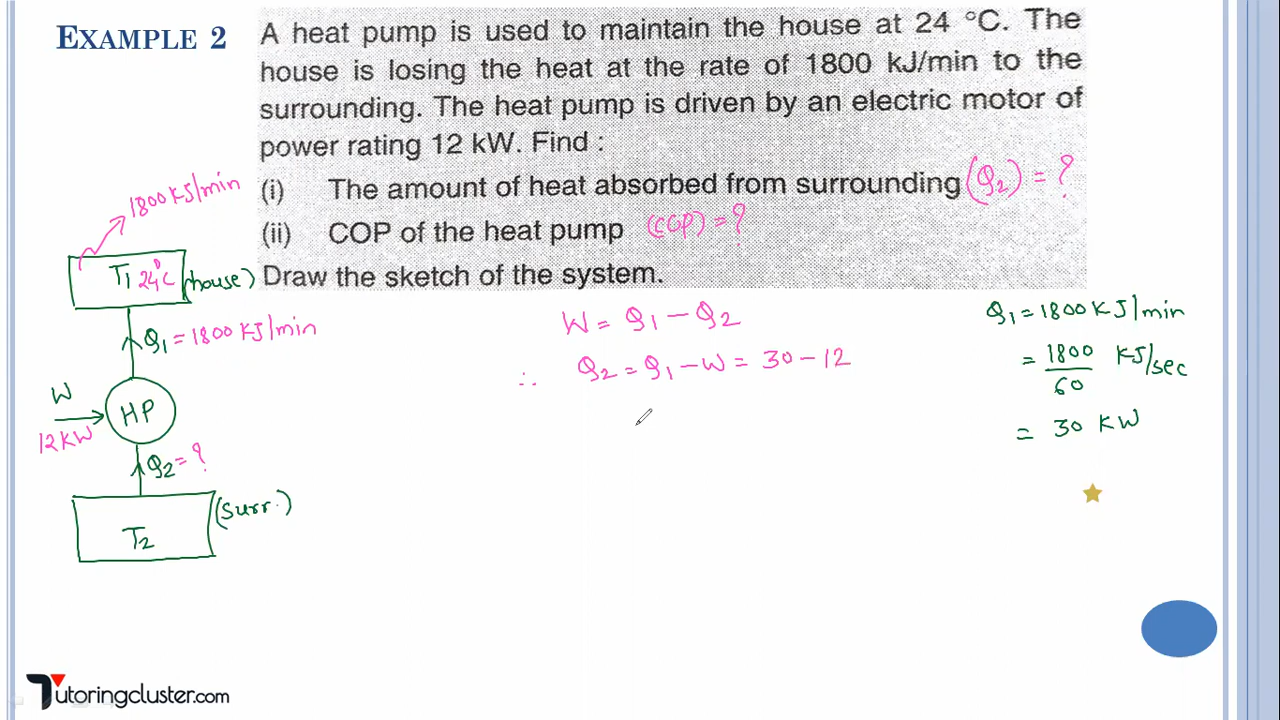 EXAMPLE 2
A heat pump is used to maintain the house at 24 °C. The
house is losing the heat at the rate of 1800 kJ/min to the
surrounding. The heat pump is driven by an electric motor of
power rating 12 kW. Find :
(i) The amount of heat absorbed from surrounding (Q2) = ?
(ii) COP of the heat pump (COP) = ?
Draw the sketch of the system.
1800 KJ/min
T1 24°C (house)
Q1 = 1800 KJ/min
W
12 KW
HP
Q2 = ?
T2 (Surr.)
W = Q1 - Q2
∴ Q2 = Q1 - W = 30 - 12
Q1 = 1800 KJ/min
= 1800/60 KJ/sec
= 30 KW
Tutoringcluster.com